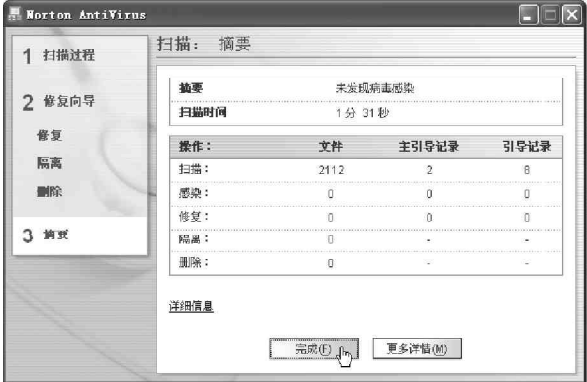 Norton AntiVirus
扫描: 摘要
1 扫描过程
2 修复向导
修复
隔离
删除
3 摘要
摘要 未发现病毒感染
扫描时间 1分 31秒
操作: 文件 主引导记录 引导记录
扫描: 2112 2 8
感染: 0 0 0
修复: 0 0 0
隔离: 0 - -
删除: 0 - -
详细信息
完成(F) 更多详情(M)